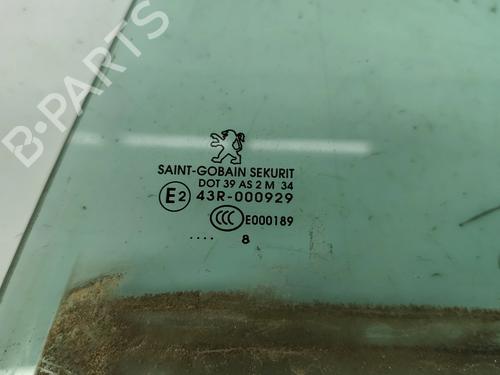 B-PARTS
SAINT-GOBAIN SEKURIT
DOT 39 AS 2 M 34
E2 43R-000929
CCC E000189
.... 8